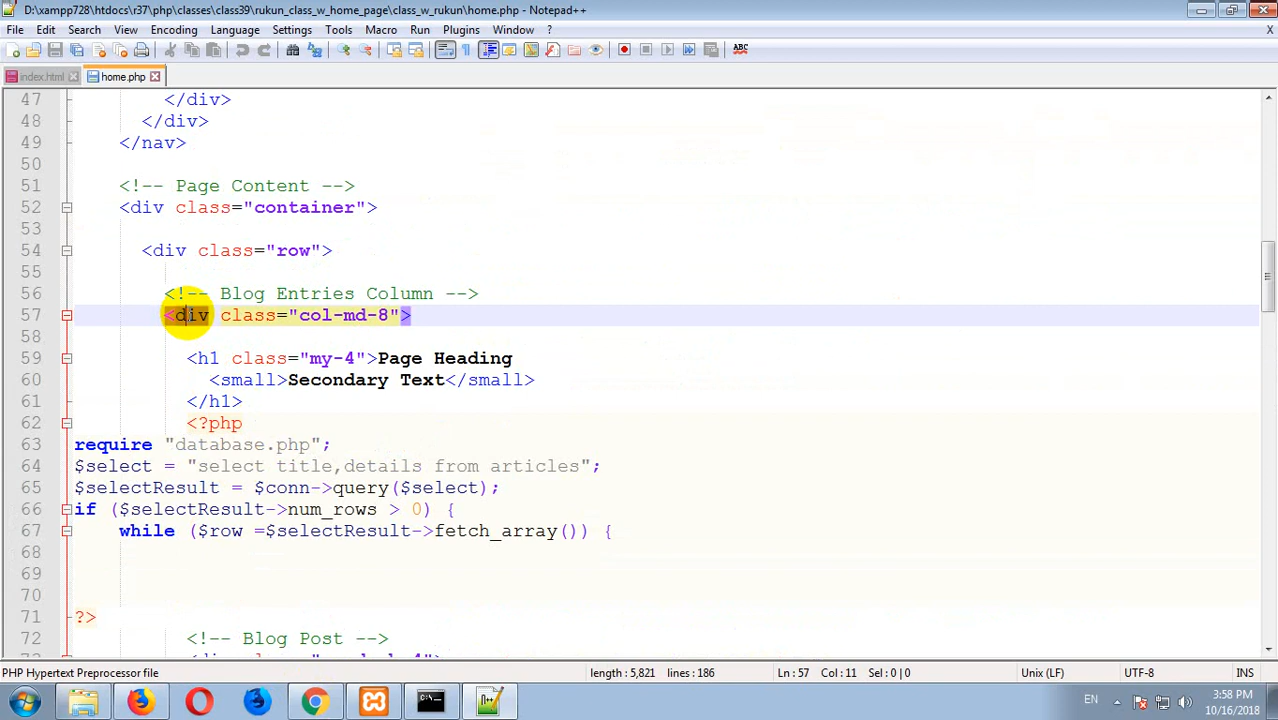 D:\xampp728\htdocs\r37\php\classes\class39\rukun_class_w_home_page\class_w_rukun\home.php - Notepad++
File Edit Search View Encoding Language Settings Tools Macro Run Plugins Window ? X
ABC
index.html home.php
47 </div>
48 </div>
49 </nav>
50
51 <!-- Page Content -->
52 <div class="container">
53
54 <div class="row">
55
56 <!-- Blog Entries Column -->
57 <div class="col-md-8">
58
59 <h1 class="my-4">Page Heading
60 <small>Secondary Text</small>
61 </h1>
62 <?php
63 require "database.php";
64 $select = "select title,details from articles";
65 $selectResult = $conn->query($select);
66 if ($selectResult->num_rows > 0) {
67 while ($row =$selectResult->fetch_array()) {
68
69
70
71 ?>
72 <!-- Blog Post -->
PHP Hypertext Preprocessor file length : 5,821 lines : 186 Ln : 57 Col : 11 Sel : 0 | 0 Unix (LF) UTF-8 INS
EN 3:58 PM
10/16/2018